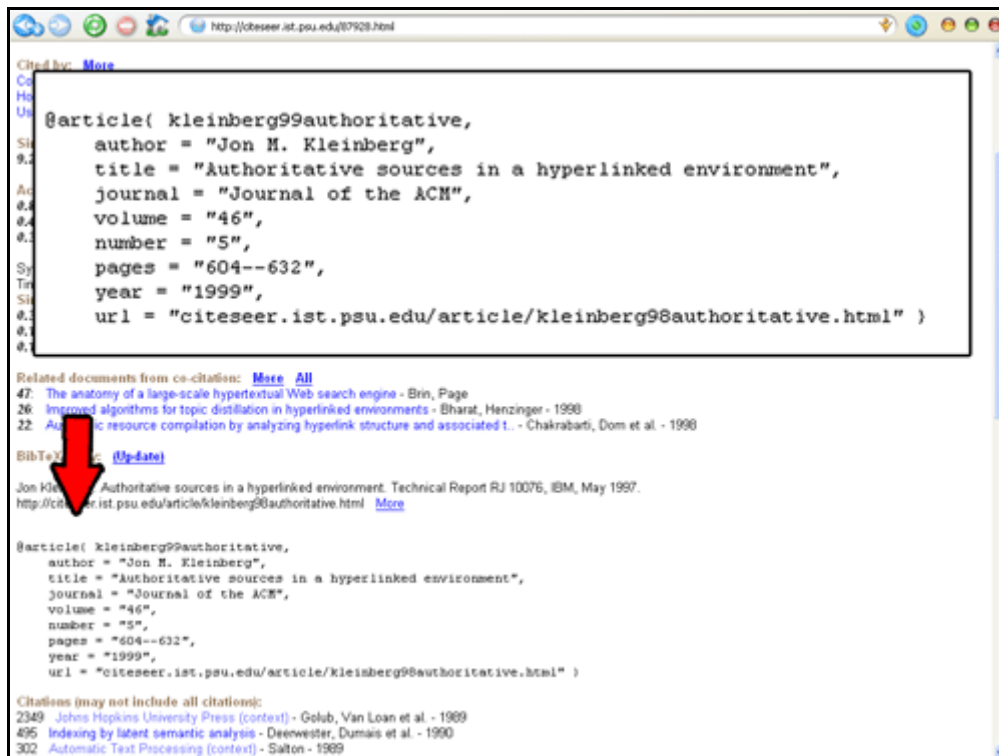 http://citeseer.ist.psu.edu/87928.html
Cited by: More
Co
Ho
Us
@article( kleinberg99authoritative,
author = "Jon M. Kleinberg",
title = "Authoritative sources in a hyperlinked environment",
journal = "Journal of the ACM",
volume = "46",
number = "5",
pages = "604--632",
year = "1999",
url = "citeseer.ist.psu.edu/article/kleinberg98authoritative.html" )
Related documents from co-citation: More All
47: The anatomy of a large-scale hypertextual Web search engine - Brin, Page
26: Improved algorithms for topic distillation in hyperlinked environments - Bharat, Henzinger - 1998
22: resource compilation by analyzing hyperlink structure and associated t.. - Chakrabarti, Dom et al. - 1998
BibTeX (Update)
Jon Authoritative sources in a hyperlinked environment. Technical Report RJ 10076, IBM, May 1997.
http://citeseer.ist.psu.edu/article/kleinberg98authoritative.html More
@article( kleinberg99authoritative,
author = "Jon M. Kleinberg",
title = "Authoritative sources in a hyperlinked environment",
journal = "Journal of the ACM",
volume = "46",
number = "5",
pages = "604--632",
year = "1999",
url = "citeseer.ist.psu.edu/article/kleinberg98authoritative.html" )
Citations (may not include all citations):
2349 Johns Hopkins University Press (context) - Golub, Van Loan et al. - 1989
495 Indexing by latent semantic analysis - Deerwester, Dumais et al. - 1990
302 Automatic Text Processing (context) - Salton - 1989